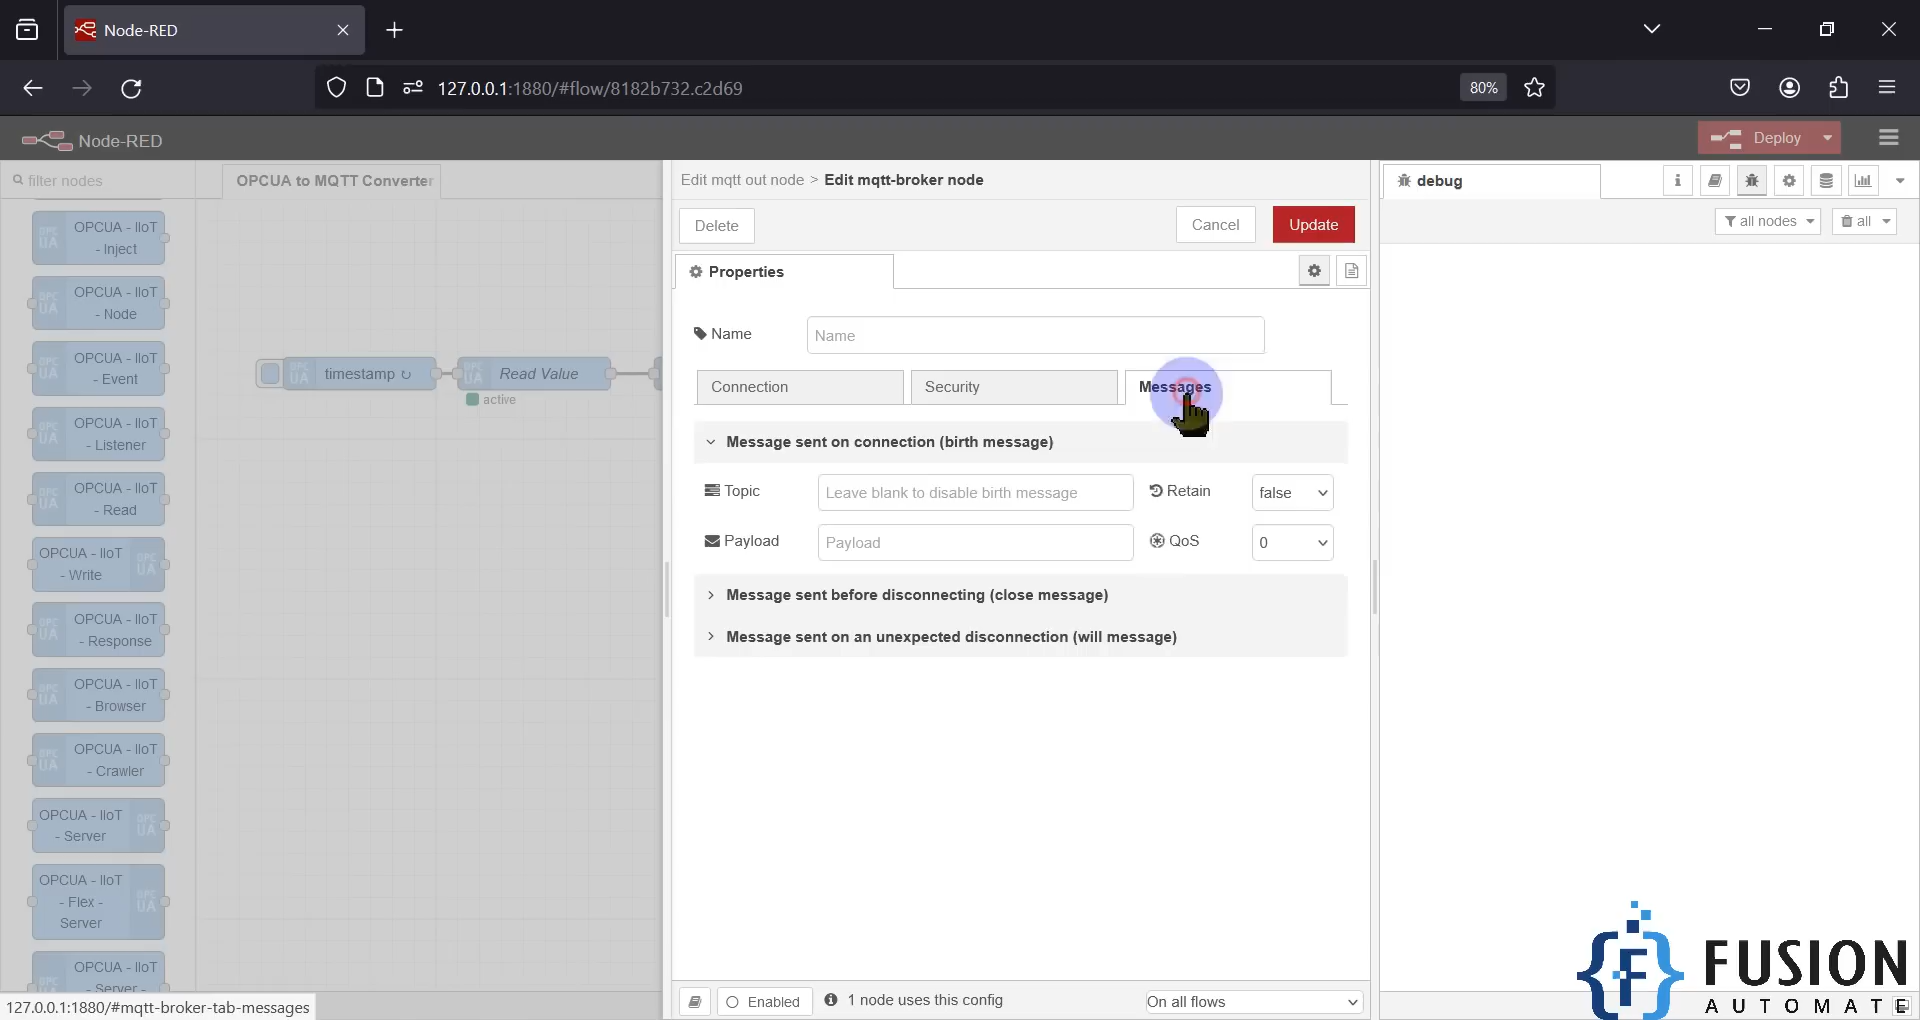 Node-RED
127.0.0.1:1880/#flow/8182b732.c2d69
80%
Node-RED
Deploy
filter nodes
OPCUA to MQTT Converter
Edit mqtt out node > Edit mqtt-broker node
debug
Delete
Cancel
Update
all nodes
all
Properties
OPCUA - IIoT
- Inject
OPCUA - IIoT
- Node
OPCUA - IIoT
- Event
OPCUA - IIoT
- Listener
OPCUA - IIoT
- Read
OPCUA - IIoT
- Write
OPCUA - IIoT
- Response
OPCUA - IIoT
- Browser
OPCUA - IIoT
- Crawler
OPCUA - IIoT
- Server
OPCUA - IIoT
- Flex -
Server
OPCUA - IIoT
- Server -
timestamp ↻
Read Value
active
Name
Name
Connection
Security
Messages
Message sent on connection (birth message)
Topic
Leave blank to disable birth message
Retain
false
Payload
Payload
QoS
0
Message sent before disconnecting (close message)
Message sent on an unexpected disconnection (will message)
127.0.0.1:1880/#mqtt-broker-tab-messages
Enabled
1 node uses this config
On all flows
FUSION
AUTOMATE